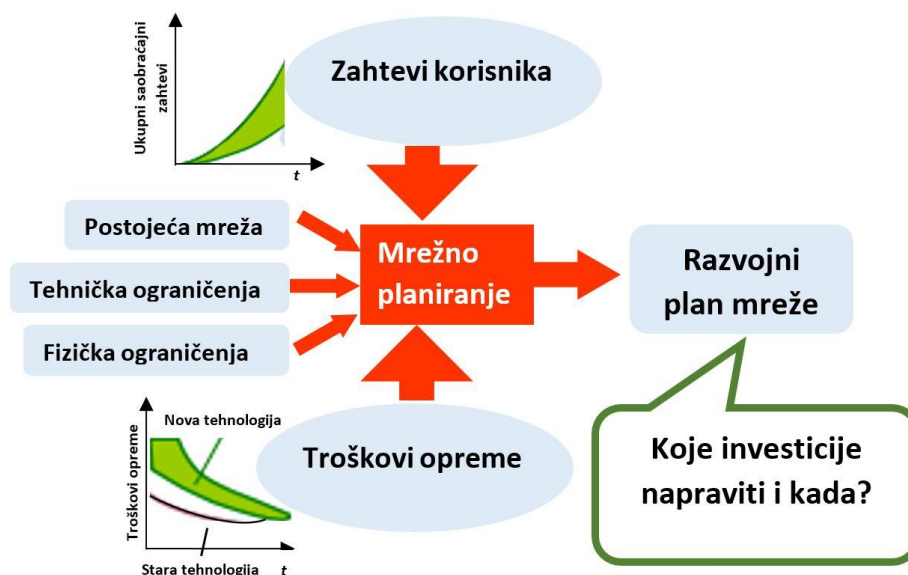 Ukupni saobraćajni
zahtevi
t
Zahtevi korisnika
Postojeća mreža
Tehnička ograničenja
Fizička ograničenja
Mrežno
planiranje
Razvojni
plan mreže
Troškovi opreme
Nova tehnologija
Stara tehnologija
t
Troškovi opreme
Koje investicije
napraviti i kada?